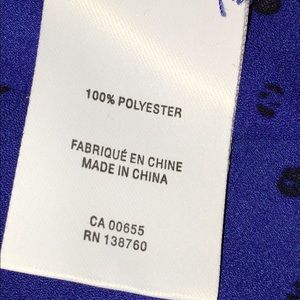 100% POLYESTER
FABRIQUÉ EN CHINE
MADE IN CHINA
CA 00655
RN 138760